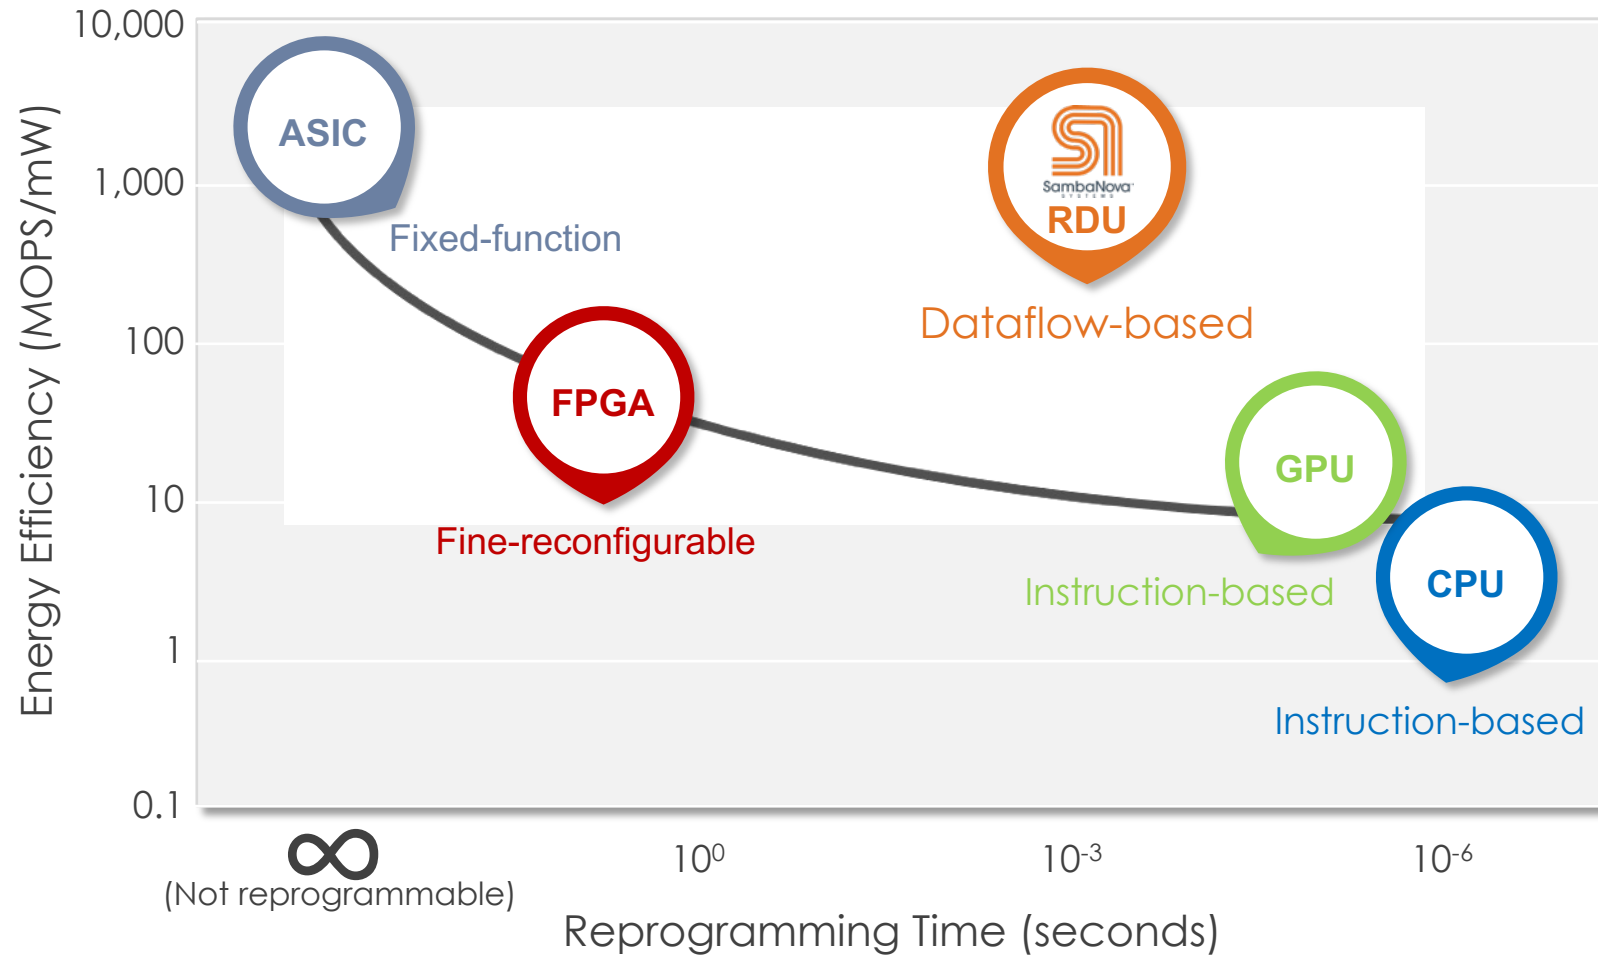 10,000
1,000
100
10
1
0.1
Energy Efficiency (MOPS/mW)
ASIC
Fixed-function
SambaNova
SYSTEMS
RDU
Dataflow-based
FPGA
Fine-reconfigurable
GPU
Instruction-based
CPU
Instruction-based
∞
(Not reprogrammable)
10⁰
10⁻³
10⁻⁶
Reprogramming Time (seconds)